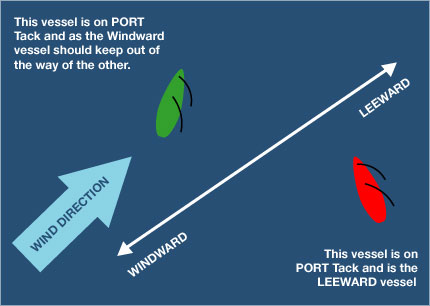 This vessel is on PORT
Tack and as the Windward
vessel should keep out of
the way of the other.
LEEWARD
WIND DIRECTION
WINDWARD
This vessel is on
PORT Tack and is the
LEEWARD vessel